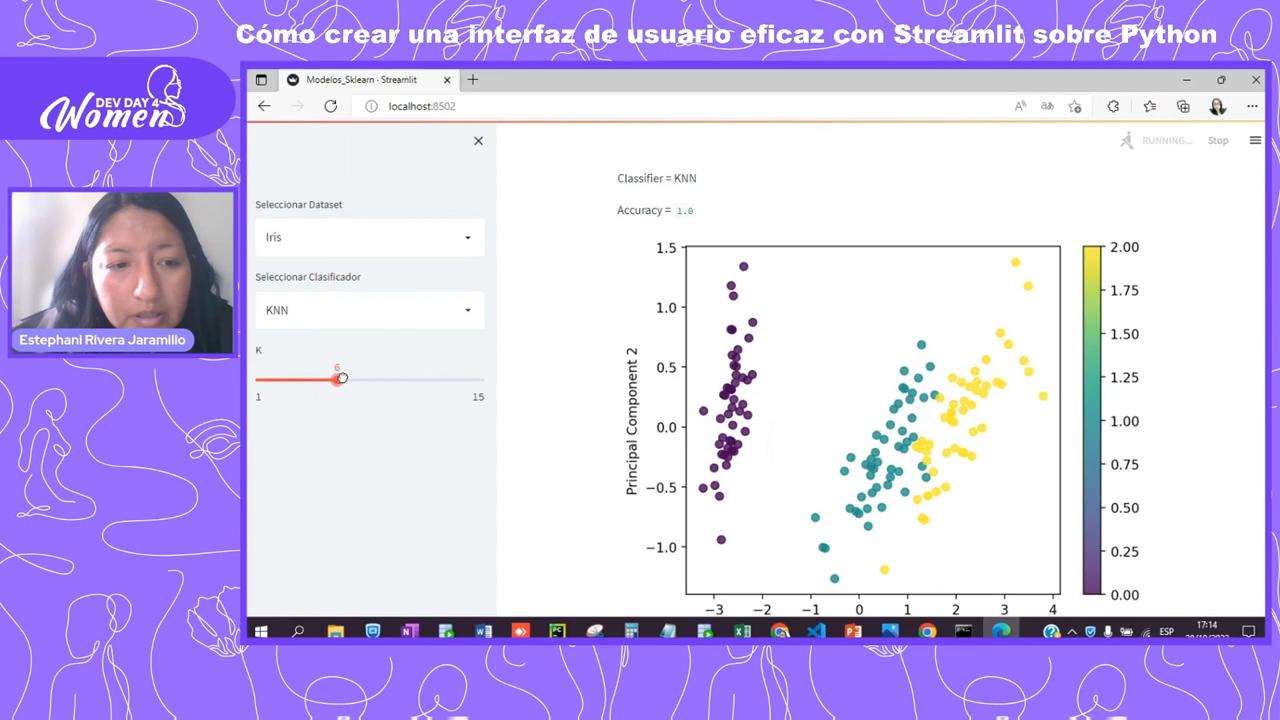 Cómo crear una interfaz de usuario eficaz con Streamlit sobre Python
DEV DAY 4
Women
Estephani Rivera Jaramillo
Modelos_Sklearn · Streamlit
localhost:8502
RUNNING...
Stop
Seleccionar Dataset
Iris
Seleccionar Clasificador
KNN
K
6
1
15
Classifier = KNN
Accuracy = 1.0
Principal Component 2
1.5
1.0
0.5
0.0
−0.5
−1.0
−3 −2 −1 0 1 2 3 4
2.00
1.75
1.50
1.25
1.00
0.75
0.50
0.25
0.00
ESP
17:14